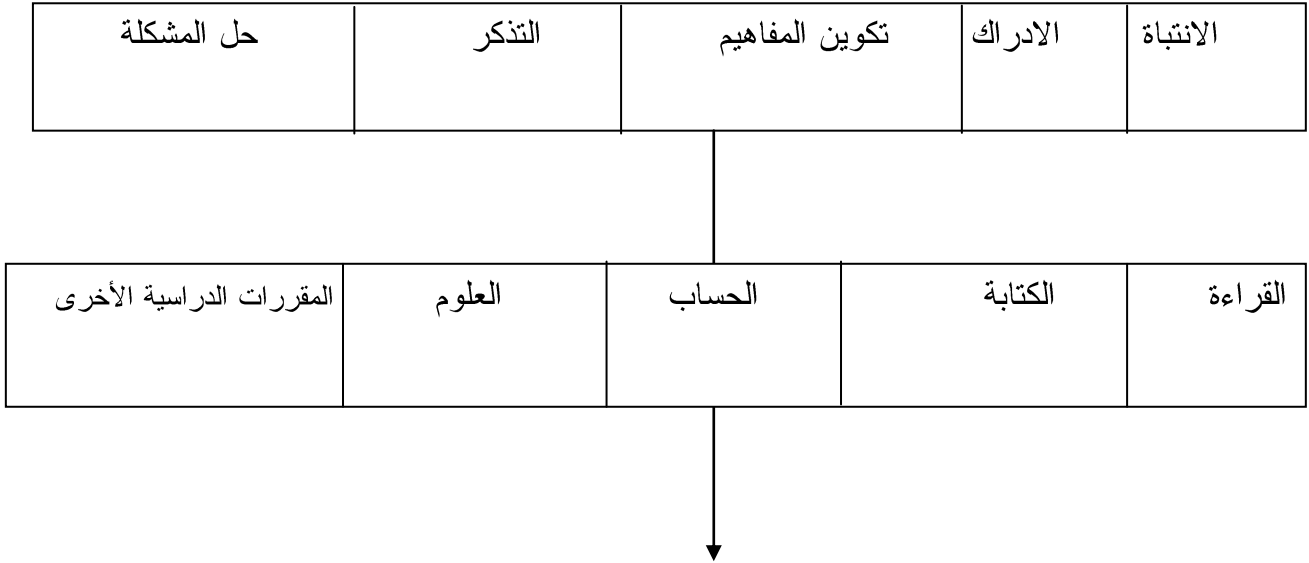 الانتباة الادراك تكوين المفاهيم التذكر حل المشكلة
القراءة الكتابة الحساب العلوم المقررات الدراسية الأخرى